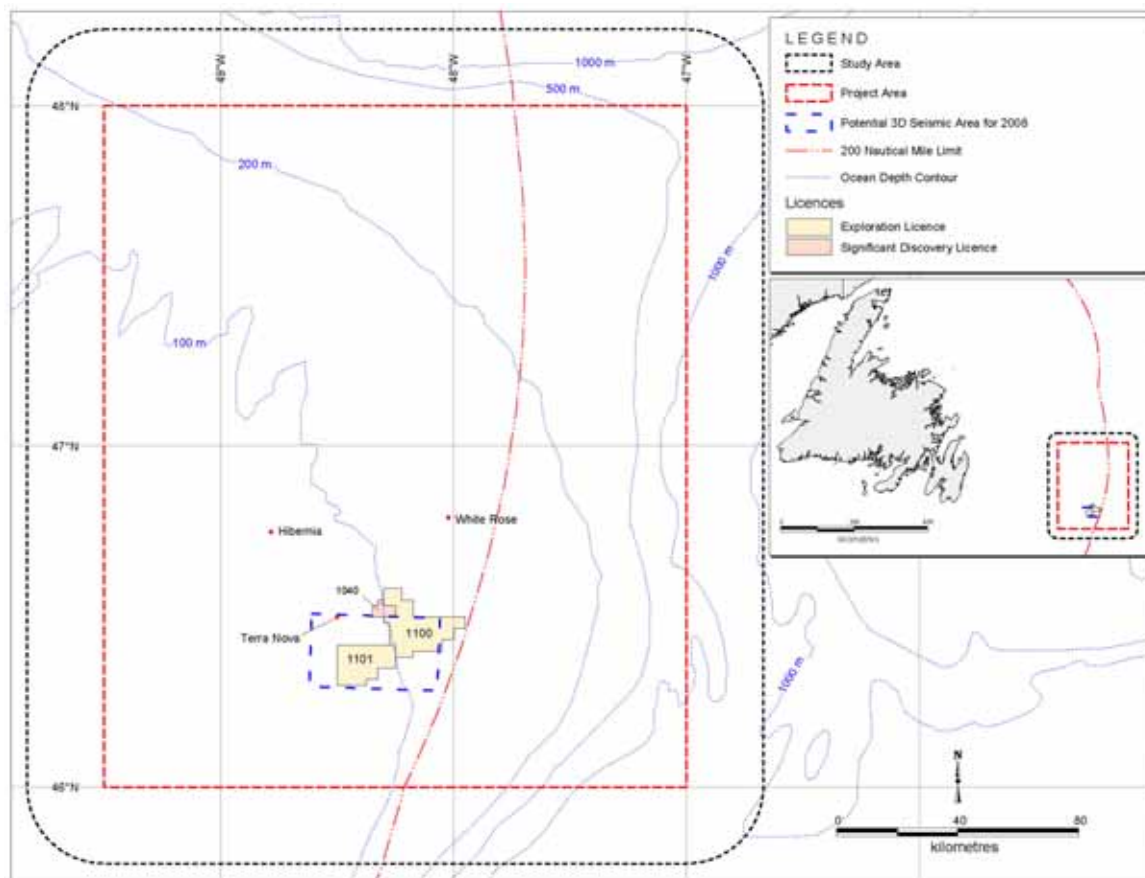 49°W
48°W
47°W
48°N
47°N
46°N
1000 m
500 m
200 m
100 m
1000 m
1000 m
Hibernia
White Rose
1040
Terra Nova
1100
1101
LEGEND
Study Area
Project Area
Potential 3D Seismic Area for 2008
200 Nautical Mile Limit
Ocean Depth Contour
Licences
Exploration Licence
Significant Discovery Licence
kilometres
N
0 40 80
kilometres